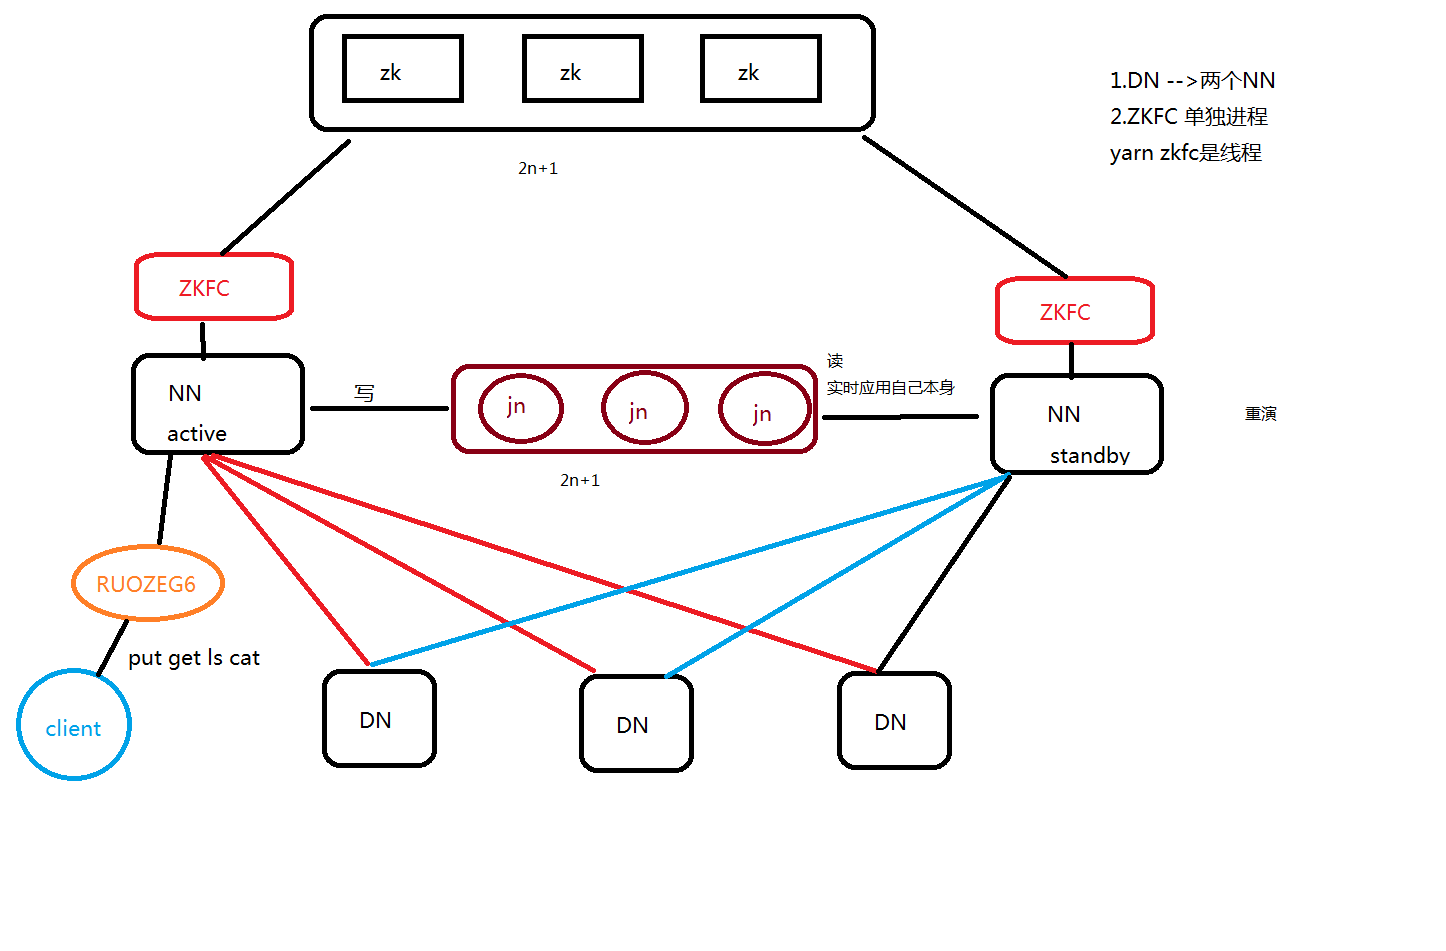 zk
zk
zk
1.DN -->两个NN
2.ZKFC 单独进程
yarn zkfc是线程
2n+1
ZKFC
ZKFC
NN
active
写
jn
jn
jn
读
实时应用自己本身
NN
standby
重演
2n+1
RUOZEG6
put get ls cat
client
DN
DN
DN